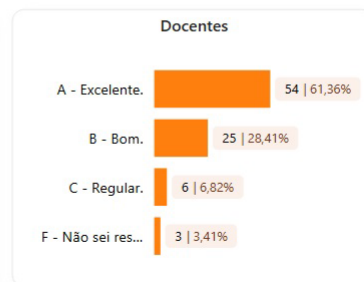 Docentes
A - Excelente. 54 | 61,36%
B - Bom. 25 | 28,41%
C - Regular. 6 | 6,82%
F - Não sei res... 3 | 3,41%